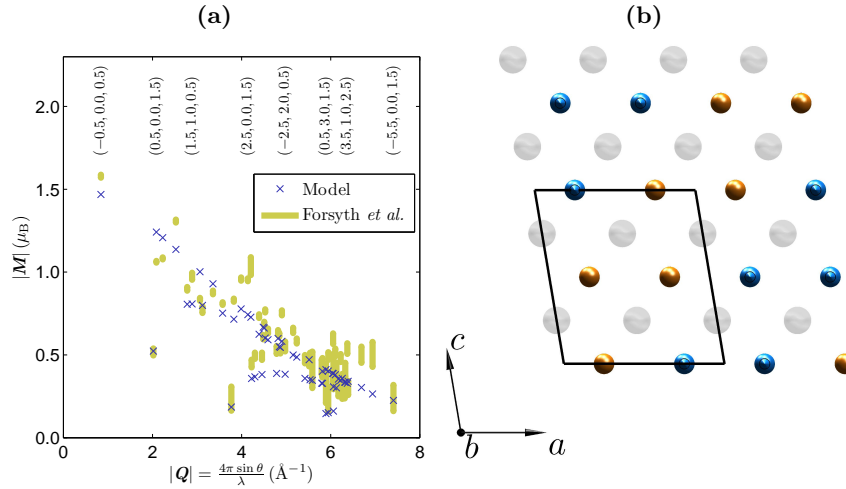 (a)
(b)
2.0
1.5
1.0
0.5
0.0
|M| (μB)
(−0.5, 0.0, 0.5)
(0.5, 0.0, 1.5)
(1.5, 1.0, 0.5)
(2.5, 0.0, 1.5)
(−2.5, 2.0, 0.5)
(0.5, 3.0, 1.5)
(3.5, 1.0, 2.5)
(−5.5, 0.0, 1.5)
Model
Forsyth et al.
0 2 4 6 8
|Q| = 4π sin θ / λ (Å−1)
c
b
a